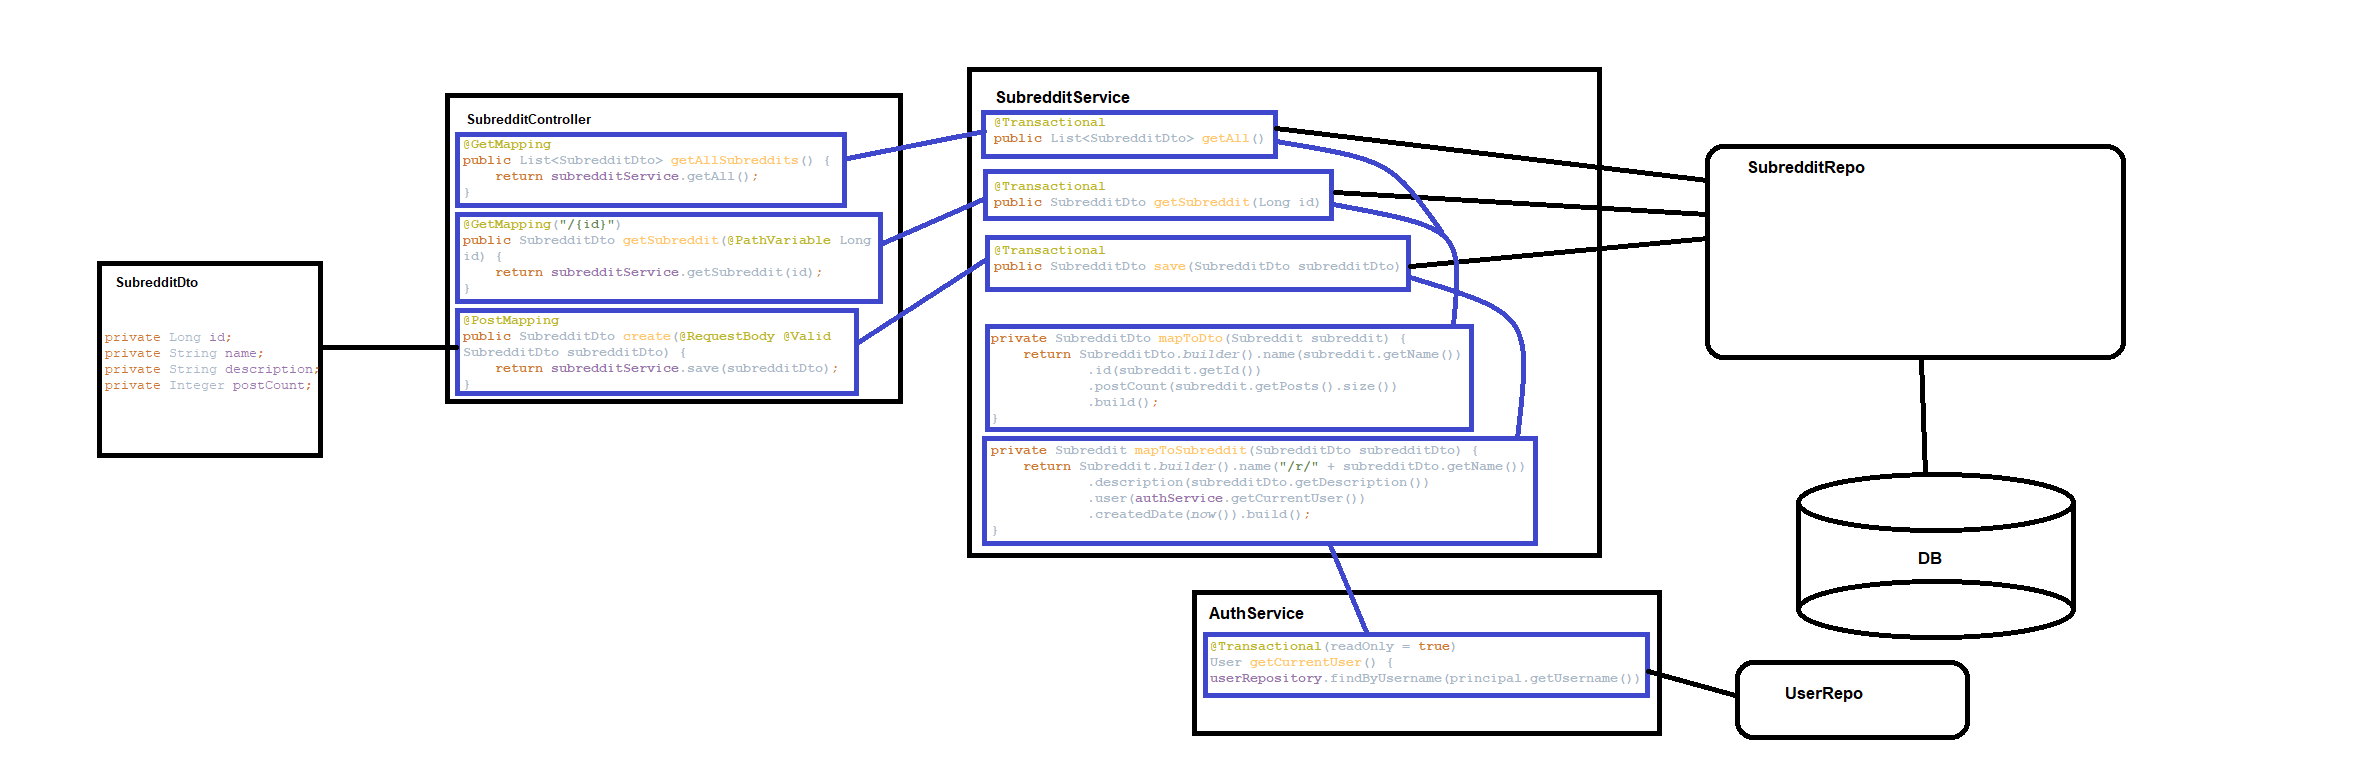 SubredditDto
private Long id;
private String name;
private String description;
private Integer postCount;
SubredditController
@GetMapping
public List<SubredditDto> getAllSubreddits() {
return subredditService.getAll();
}
@GetMapping("/{id}")
public SubredditDto getSubreddit(@PathVariable Long
id) {
return subredditService.getSubreddit(id);
}
@PostMapping
public SubredditDto create(@RequestBody @Valid
SubredditDto subredditDto) {
return subredditService.save(subredditDto);
}
SubredditService
@Transactional
public List<SubredditDto> getAll()
@Transactional
public SubredditDto getSubreddit(Long id)
@Transactional
public SubredditDto save(SubredditDto subredditDto)
private SubredditDto mapToDto(Subreddit subreddit) {
return SubredditDto.builder().name(subreddit.getName())
.id(subreddit.getId())
.postCount(subreddit.getPosts().size())
.build();
}
private Subreddit mapToSubreddit(SubredditDto subredditDto) {
return Subreddit.builder().name("/r/" + subredditDto.getName())
.description(subredditDto.getDescription())
.user(authService.getCurrentUser())
.createdDate(now()).build();
}
AuthService
@Transactional(readOnly = true)
User getCurrentUser() {
userRepository.findByUsername(principal.getUsername())
SubredditRepo
DB
UserRepo